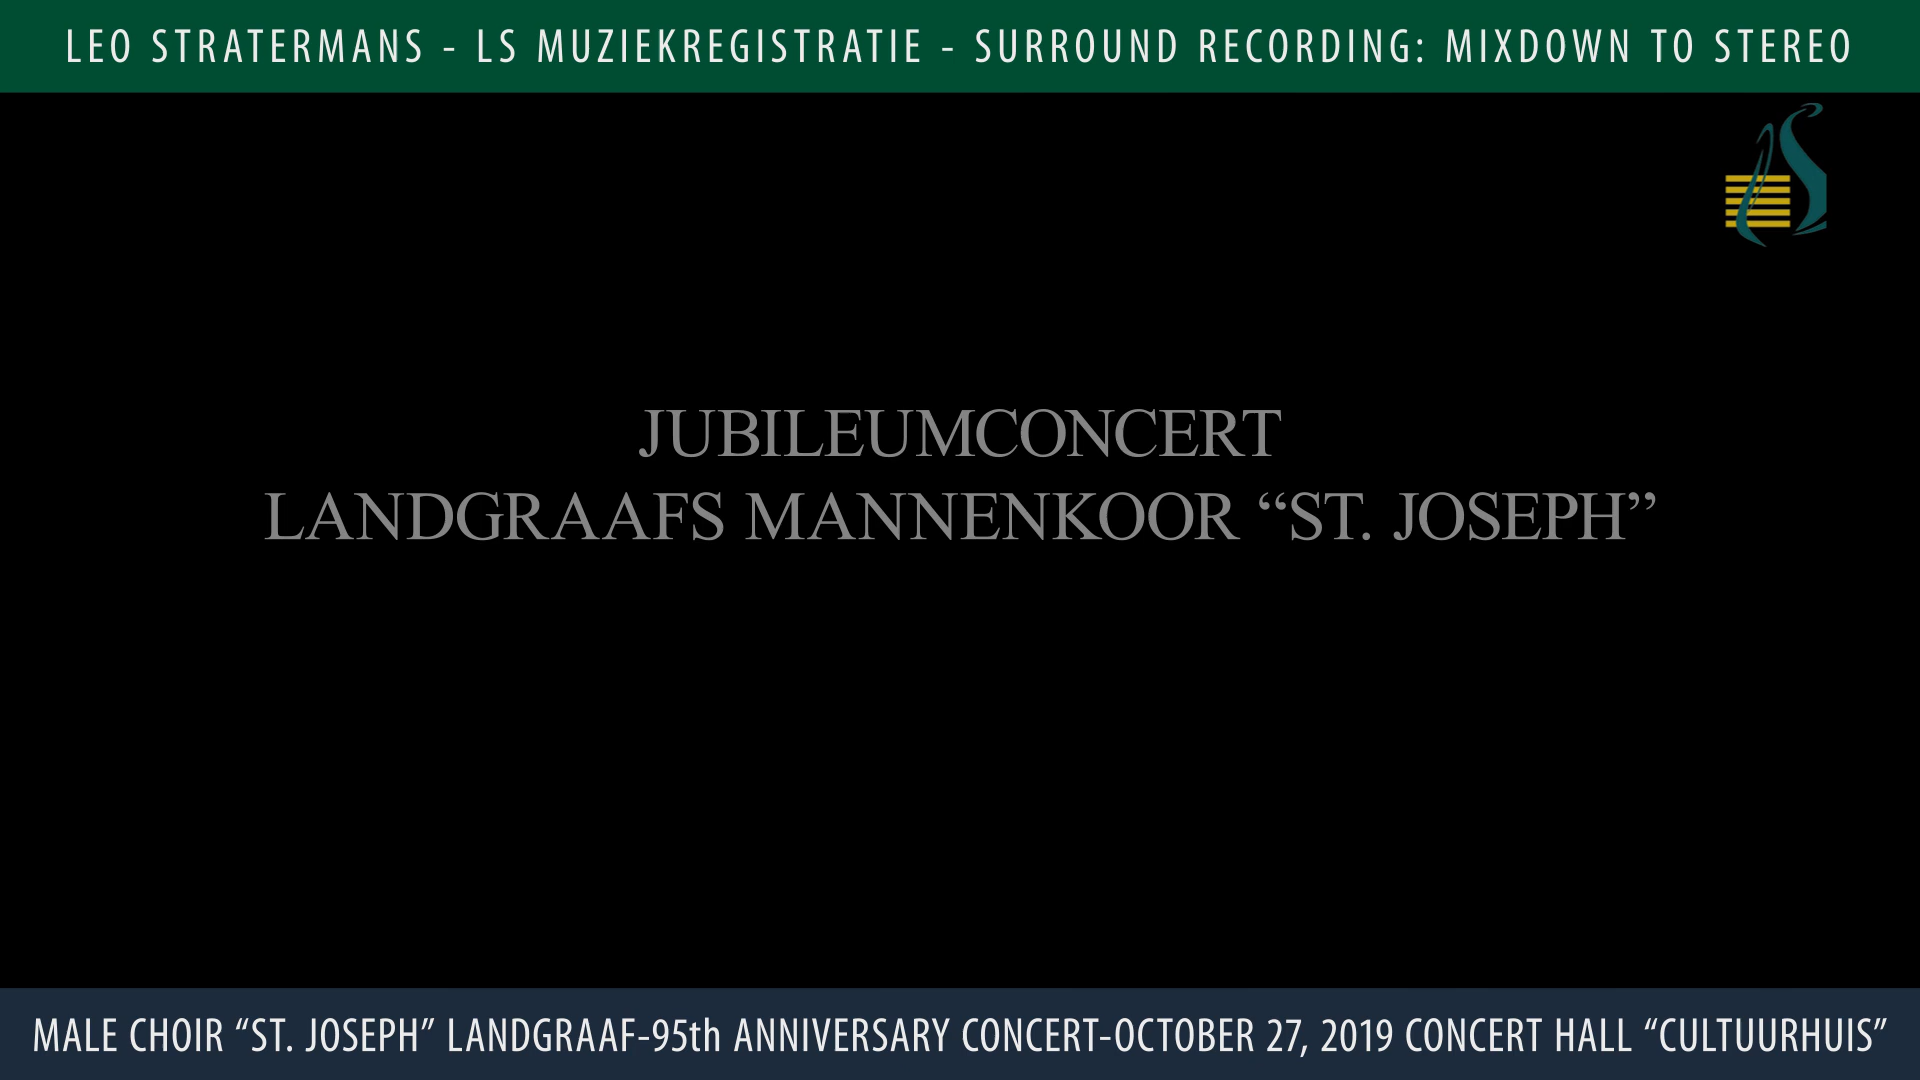 LEO STRATERMANS - LS MUZIEKREGISTRATIE - SURROUND RECORDING: MIXDOWN TO STEREO
JUBILEUMCONCERT
LANDGRAAFS MANNENKOOR “ST. JOSEPH”
MALE CHOIR “ST. JOSEPH” LANDGRAAF-95th ANNIVERSARY CONCERT-OCTOBER 27, 2019 CONCERT HALL “CULTUURHUIS”